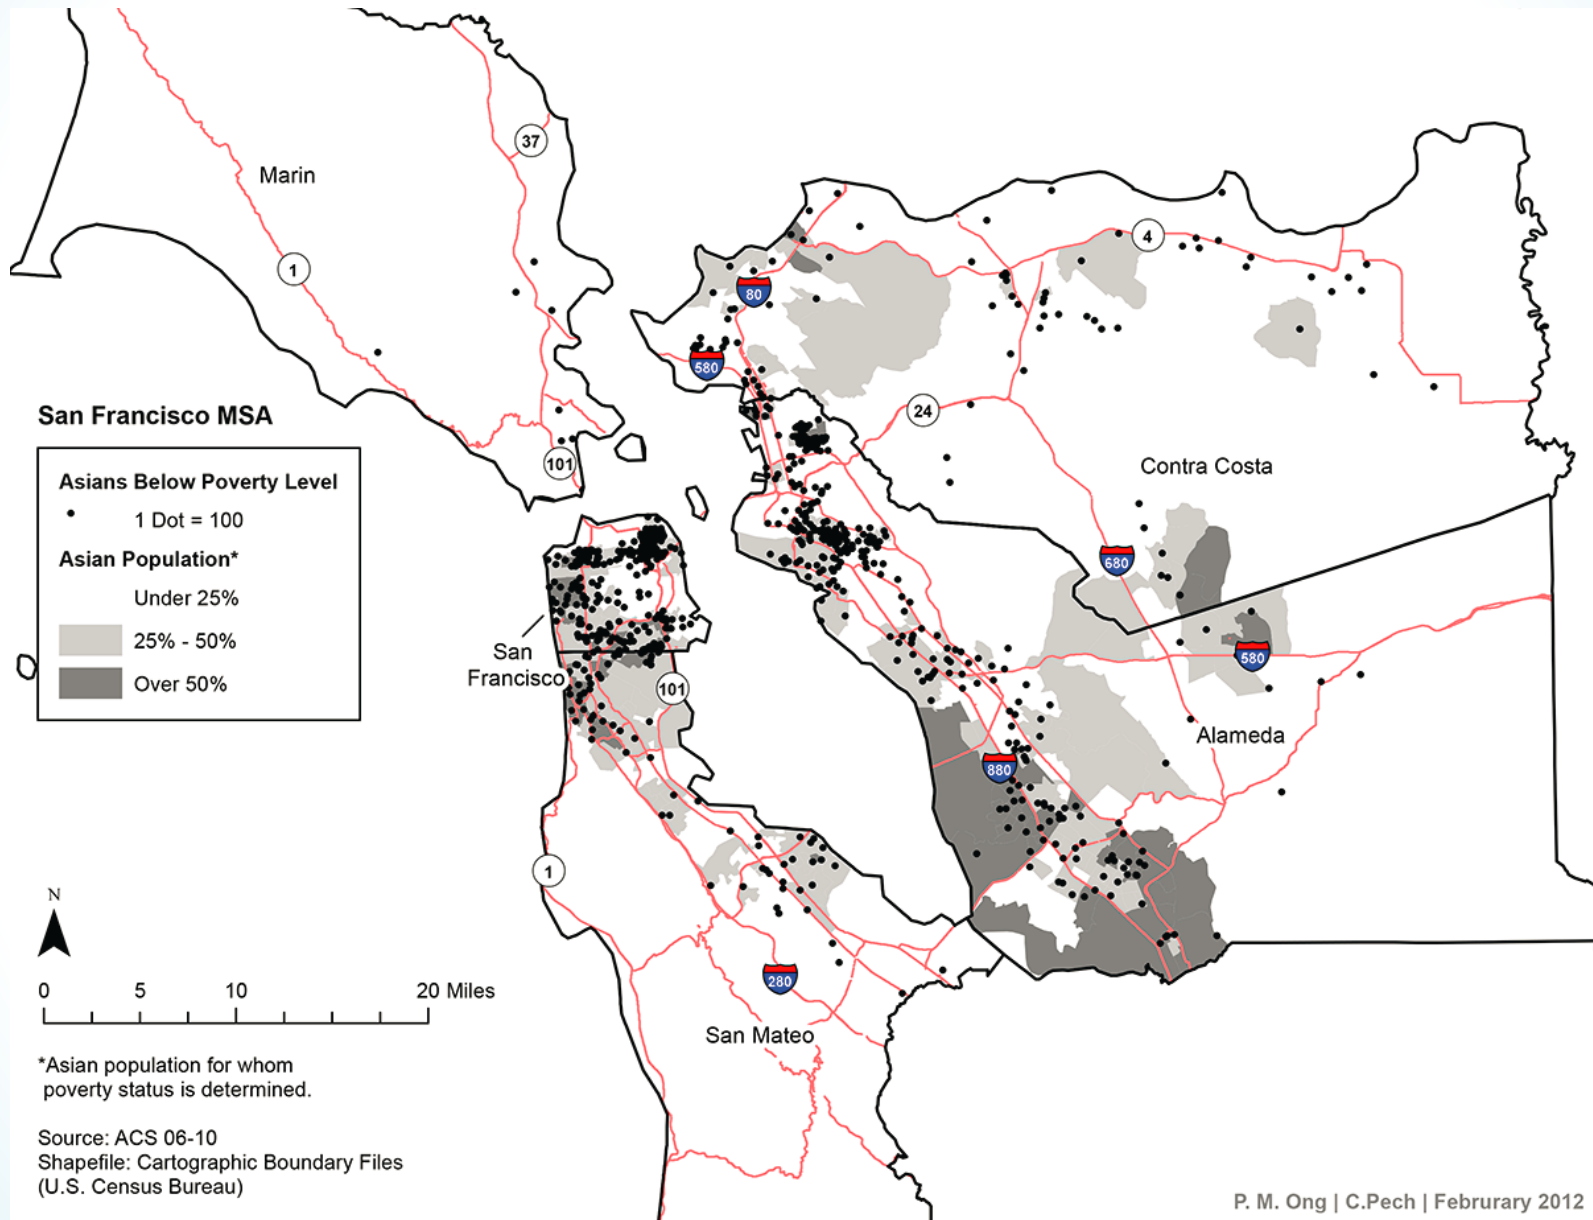 37
Marin
1
4
80
580
24
San Francisco MSA
101
Contra Costa
Asians Below Poverty Level
1 Dot = 100
Asian Population*
Under 25%
25% - 50%
Over 50%
680
San
Francisco
580
101
Alameda
880
1
N
280
0 5 10 20 Miles
San Mateo
*Asian population for whom
poverty status is determined.
Source: ACS 06-10
Shapefile: Cartographic Boundary Files
(U.S. Census Bureau)
P. M. Ong | C.Pech | Februrary 2012